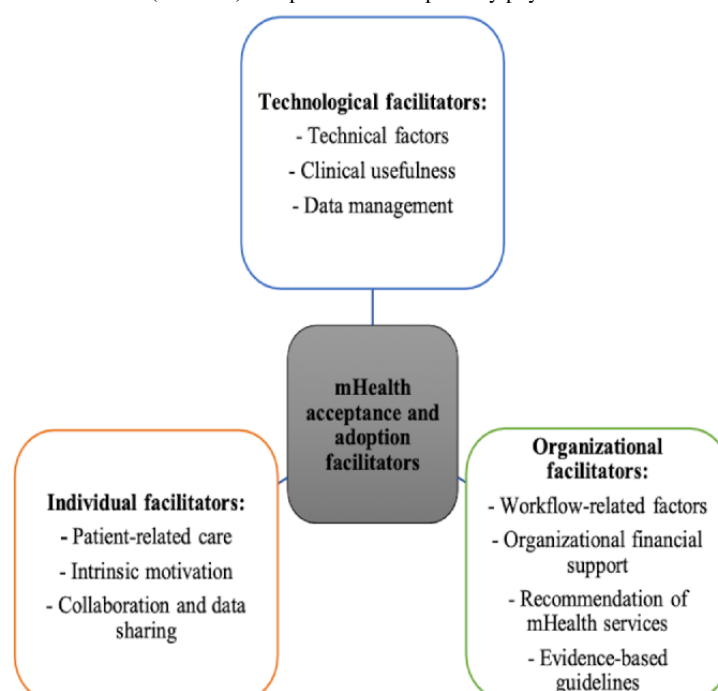 Technological facilitators:
- Technical factors
- Clinical usefulness
- Data management
mHealth
acceptance and
adoption
facilitators
Individual facilitators:
- Patient-related care
- Intrinsic motivation
- Collaboration and data
sharing
Organizational
facilitators:
- Workflow-related factors
- Organizational financial
support
- Recommendation of
mHealth services
- Evidence-based
guidelines